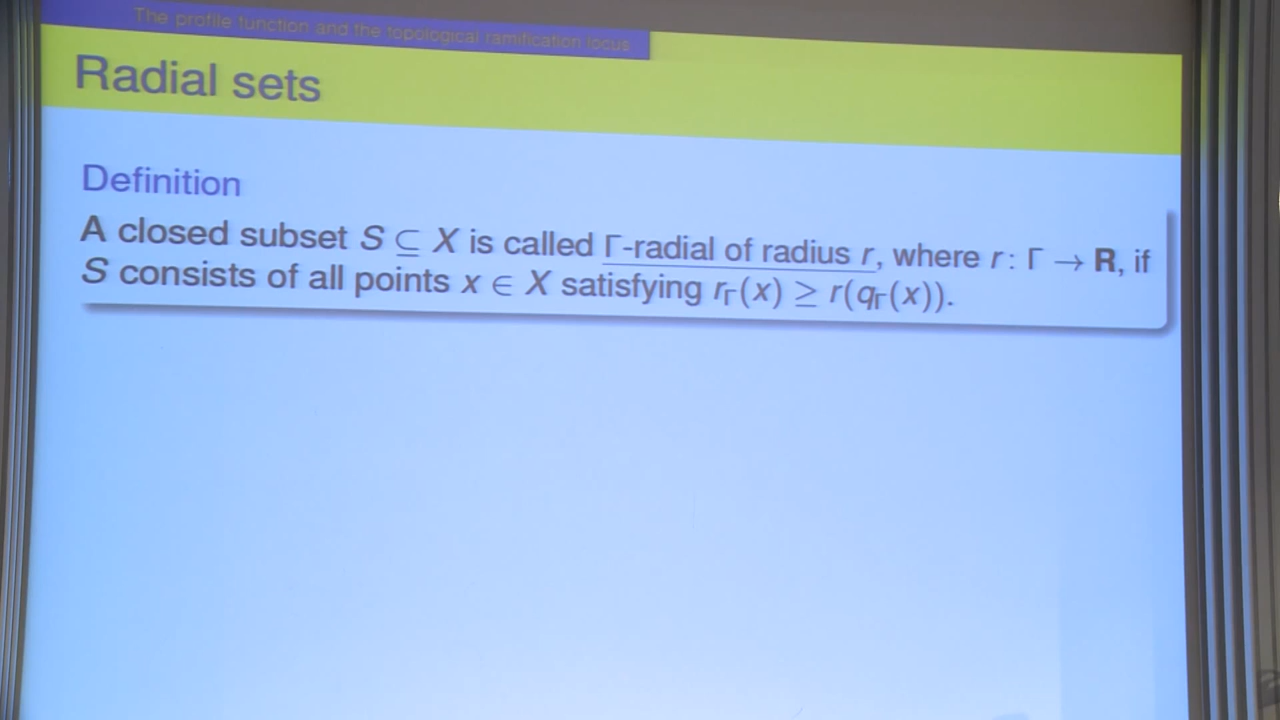 The profile function and the topological ramification locus
Radial sets
Definition
A closed subset S ⊆ X is called Γ-radial of radius r, where r: Γ → R, if
S consists of all points x ∈ X satisfying r_Γ(x) ≥ r(q_Γ(x)).